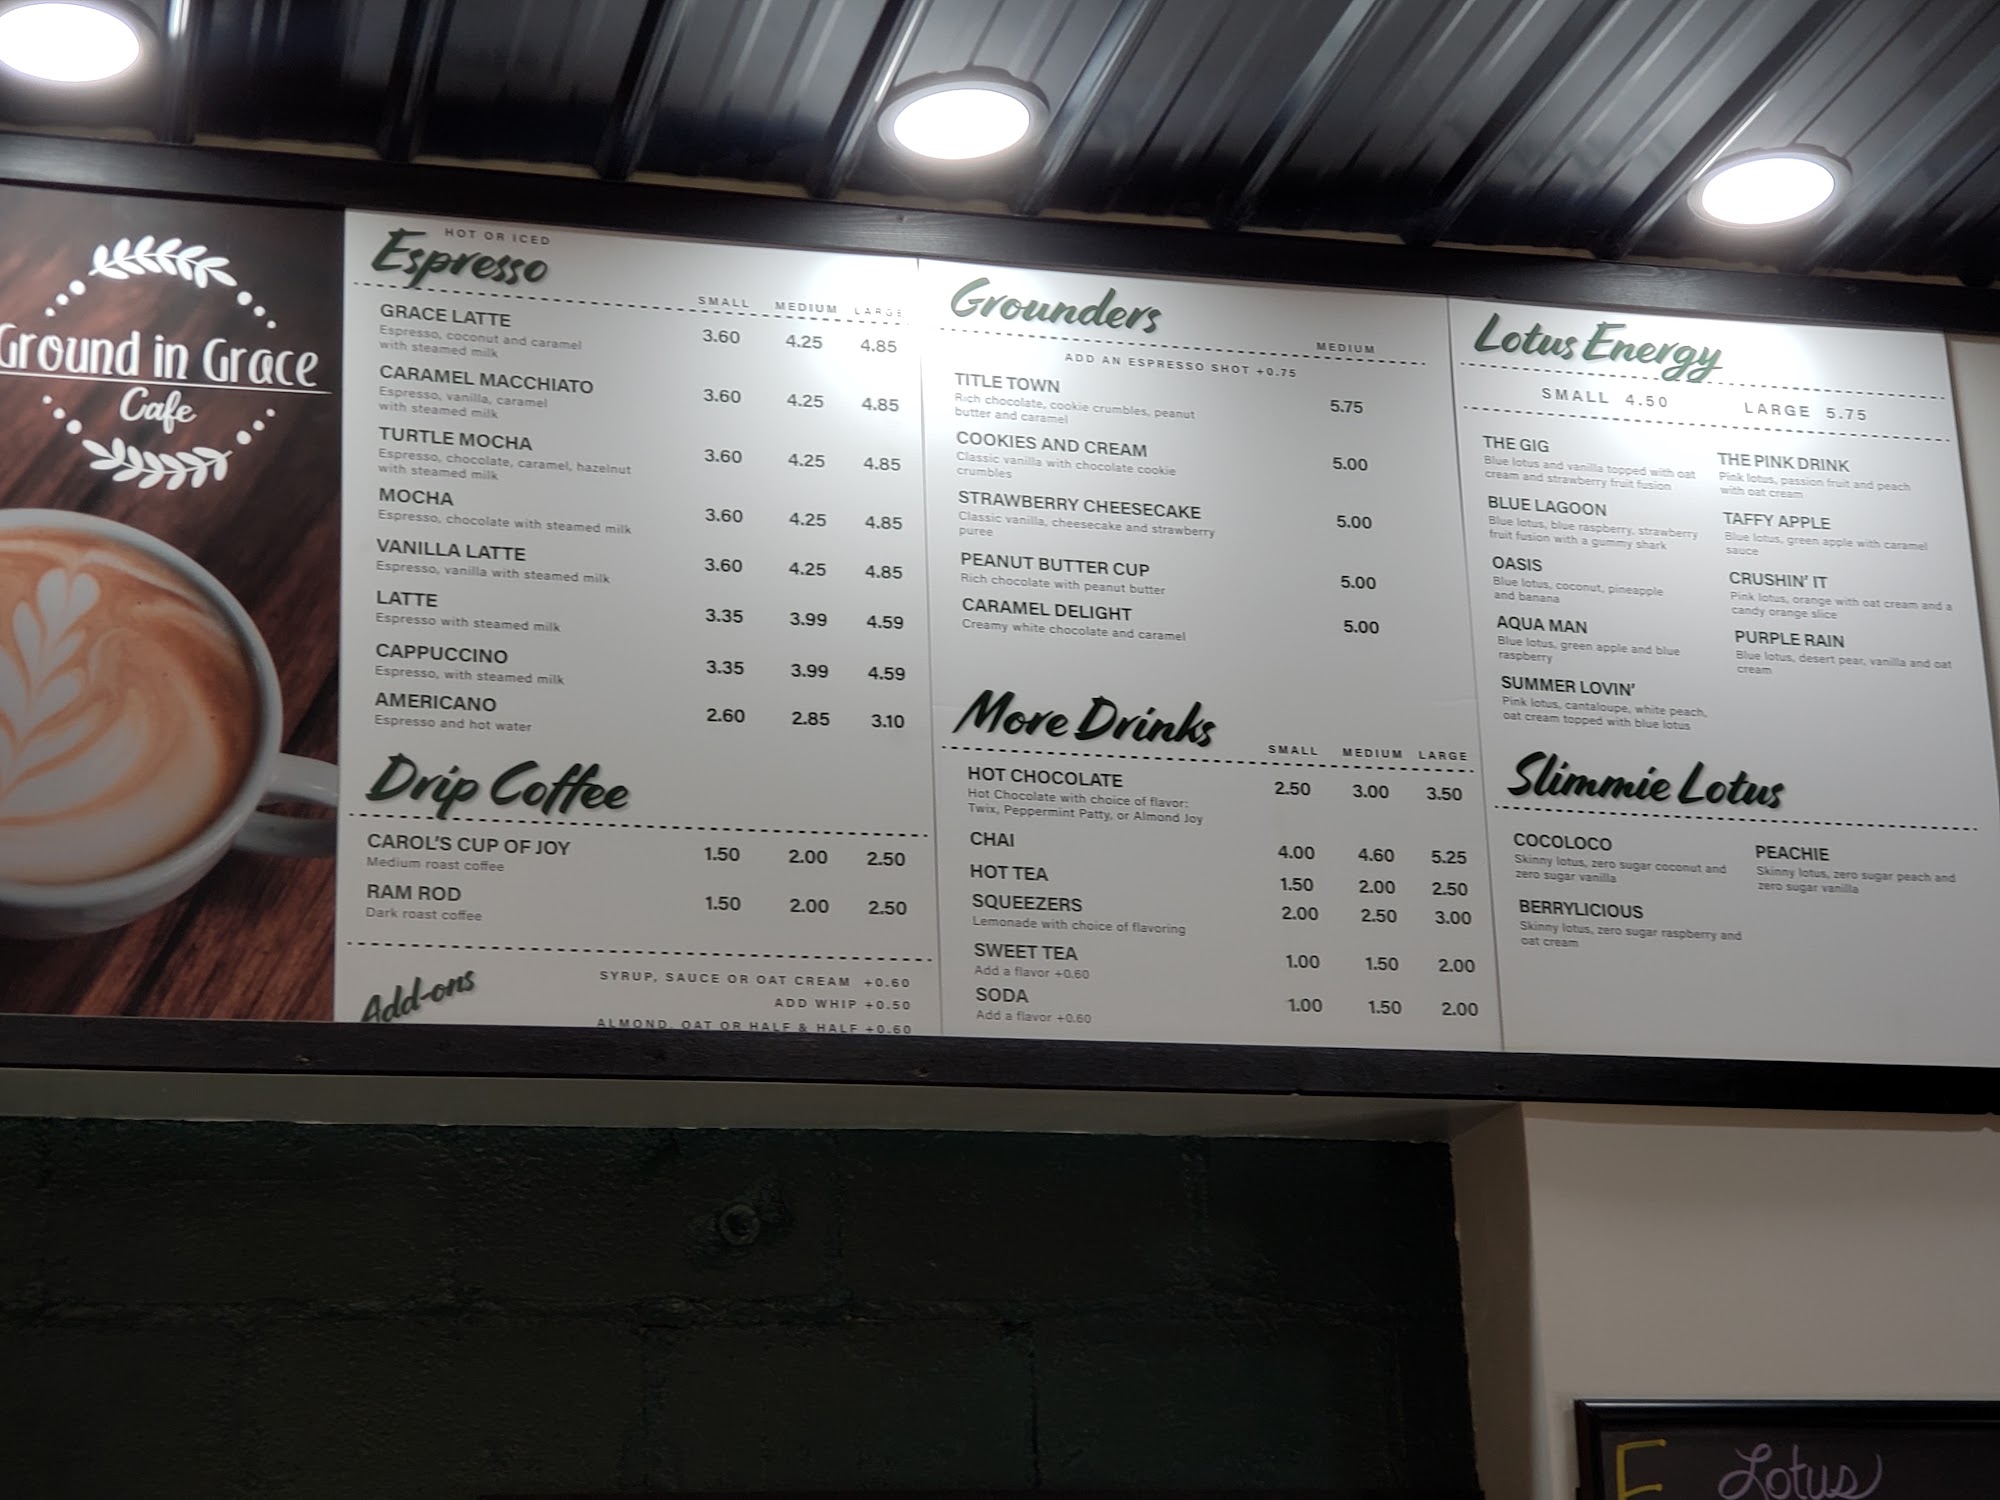 Ground in Grace
Cafe
HOT OR ICED
Espresso
SMALL MEDIUM LARGE
GRACE LATTE 3.60 4.25 4.85
Espresso, coconut and caramel
with steamed milk
CARAMEL MACCHIATO 3.60 4.25 4.85
Espresso, vanilla, caramel
with steamed milk
TURTLE MOCHA 3.60 4.25 4.85
Espresso, chocolate, caramel, hazelnut
with steamed milk
MOCHA 3.60 4.25 4.85
Espresso, chocolate with steamed milk
VANILLA LATTE 3.60 4.25 4.85
Espresso, vanilla with steamed milk
LATTE 3.35 3.99 4.59
Espresso with steamed milk
CAPPUCCINO 3.35 3.99 4.59
Espresso, with steamed milk
AMERICANO 2.60 2.85 3.10
Espresso and hot water
Drip Coffee
CAROL'S CUP OF JOY 1.50 2.00 2.50
Medium roast coffee
RAM ROD 1.50 2.00 2.50
Dark roast coffee
Add-ons
SYRUP, SAUCE OR OAT CREAM +0.60
ADD WHIP +0.50
ALMOND, OAT OR HALF & HALF +0.60
Grounders
MEDIUM
ADD AN ESPRESSO SHOT +0.75
TITLE TOWN 5.75
Rich chocolate, cookie crumbles, peanut
butter and caramel
COOKIES AND CREAM 5.00
Classic vanilla with chocolate cookie
crumbles
STRAWBERRY CHEESECAKE 5.00
Classic vanilla, cheesecake and strawberry
puree
PEANUT BUTTER CUP 5.00
Rich chocolate with peanut butter
CARAMEL DELIGHT 5.00
Creamy white chocolate and caramel
More Drinks
SMALL MEDIUM LARGE
HOT CHOCOLATE 2.50 3.00 3.50
Hot Chocolate with choice of flavor:
Twix, Peppermint Patty, or Almond Joy
CHAI 4.00 4.60 5.25
HOT TEA 1.50 2.00 2.50
SQUEEZERS 2.00 2.50 3.00
Lemonade with choice of flavoring
SWEET TEA 1.00 1.50 2.00
Add a flavor +0.60
SODA 1.00 1.50 2.00
Add a flavor +0.60
Lotus Energy
SMALL 4.50 LARGE 5.75
THE GIG
Blue lotus and vanilla topped with oat
cream and strawberry fruit fusion
BLUE LAGOON
Blue lotus, blue raspberry, strawberry
fruit fusion with a gummy shark
OASIS
Blue lotus, coconut, pineapple
and banana
AQUA MAN
Blue lotus, green apple and blue
raspberry
SUMMER LOVIN'
Pink lotus, cantaloupe, white peach,
oat cream topped with blue lotus
THE PINK DRINK
Pink lotus, passion fruit and peach
with oat cream
TAFFY APPLE
Blue lotus, green apple with caramel
sauce
CRUSHIN' IT
Pink lotus, orange with oat cream and a
candy orange slice
PURPLE RAIN
Blue lotus, desert pear, vanilla and oat
cream
Slimmie Lotus
COCOLOCO
Skinny lotus, zero sugar coconut and
zero sugar vanilla
BERRYLICIOUS
Skinny lotus, zero sugar raspberry and
oat cream
PEACHIE
Skinny lotus, zero sugar peach and
zero sugar vanilla
Lotus